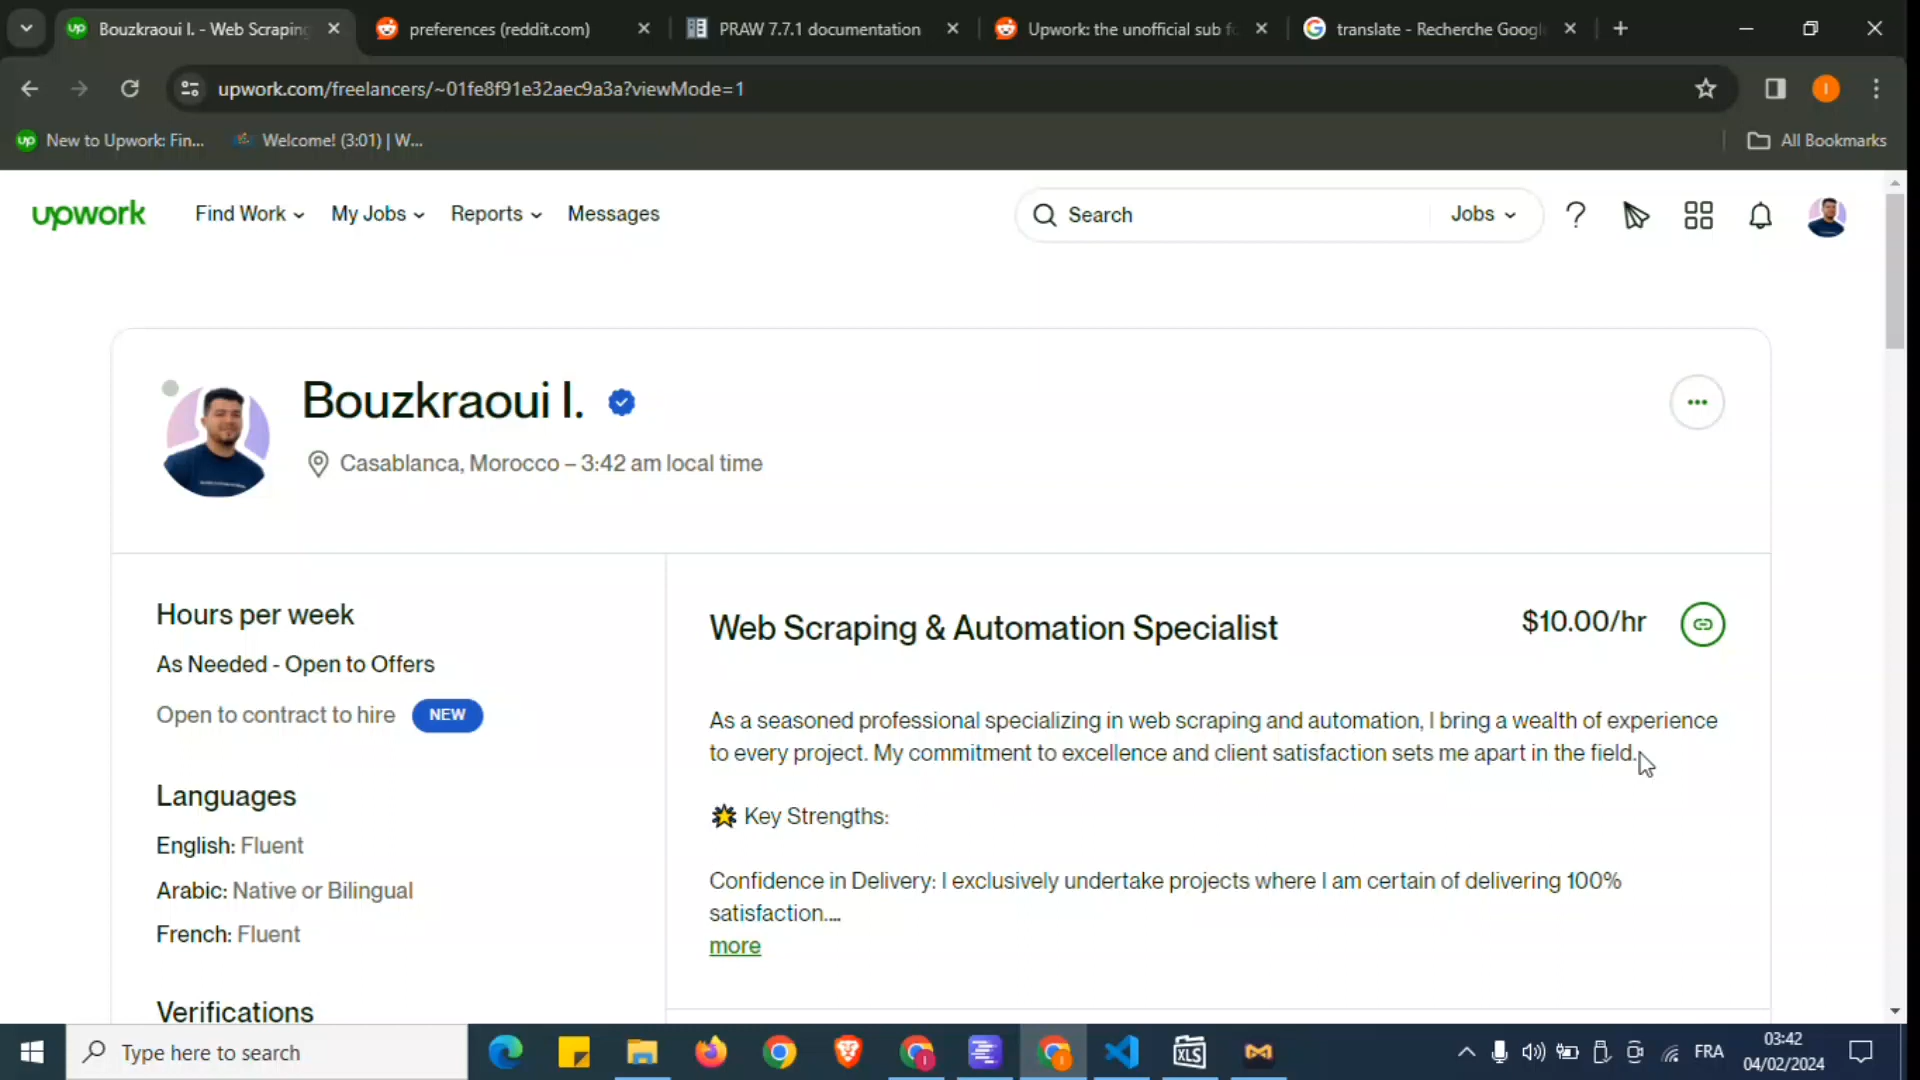 Bouzkraoui I. - Web Scraping
preferences (reddit.com)
PRAW 7.7.1 documentation
Upwork: the unofficial sub fo
translate - Recherche Googl
upwork.com/freelancers/~01fe8f91e32aec9a3a?viewMode=1
New to Upwork: Fin...
Welcome! (3:01) | W...
All Bookmarks
upwork
Find Work
My Jobs
Reports
Messages
Search
Jobs
Bouzkraoui I.
Casablanca, Morocco – 3:42 am local time
Hours per week
As Needed - Open to Offers
Open to contract to hire NEW
Languages
English: Fluent
Arabic: Native or Bilingual
French: Fluent
Verifications
Web Scraping & Automation Specialist
$10.00/hr
As a seasoned professional specializing in web scraping and automation, I bring a wealth of experience
to every project. My commitment to excellence and client satisfaction sets me apart in the field.
🌟 Key Strengths:
Confidence in Delivery: I exclusively undertake projects where I am certain of delivering 100%
satisfaction....
more
Type here to search
XLS
FRA
03:42
04/02/2024